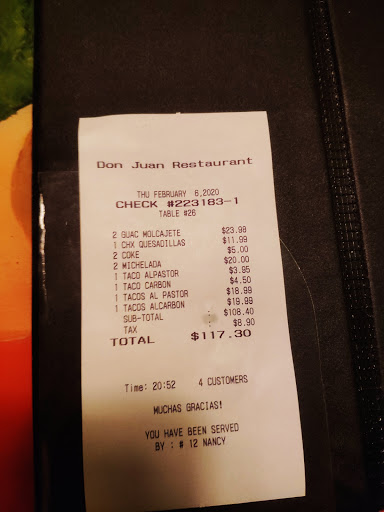 Don Juan Restaurant
THU FEBRUARY 6,2020
CHECK #223183-1
TABLE #26
2 GUAC MOLCAJETE $23.98
1 CHX QUESADILLAS $11.99
2 COKE $5.00
2 MICHELADA $20.00
1 TACO ALPASTOR $3.95
1 TACO CARBON $4.50
1 TACOS AL PASTOR $18.99
1 TACOS ALCARBON $19.99
SUB-TOTAL $108.40
TAX $8.90
TOTAL $117.30
Time: 20:52 4 CUSTOMERS
MUCHAS GRACIAS!
YOU HAVE BEEN SERVED
BY : # 12 NANCY